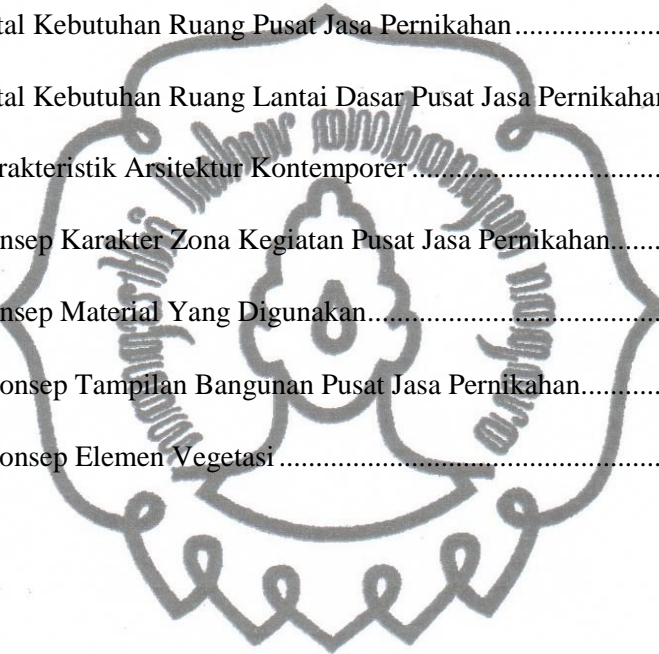 tal Kebutuhan Ruang Pusat Jasa Pernikahan......................
tal Kebutuhan Ruang Lantai Dasar Pusat Jasa Pernikahan
rakteristik Arsitektur Kontemporer......................................
nsep Karakter Zona Kegiatan Pusat Jasa Pernikahan.......
nsep Material Yang Digunakan............................................
onsep Tampilan Bangunan Pusat Jasa Pernikahan...........
onsep Elemen Vegetasi..........................................................